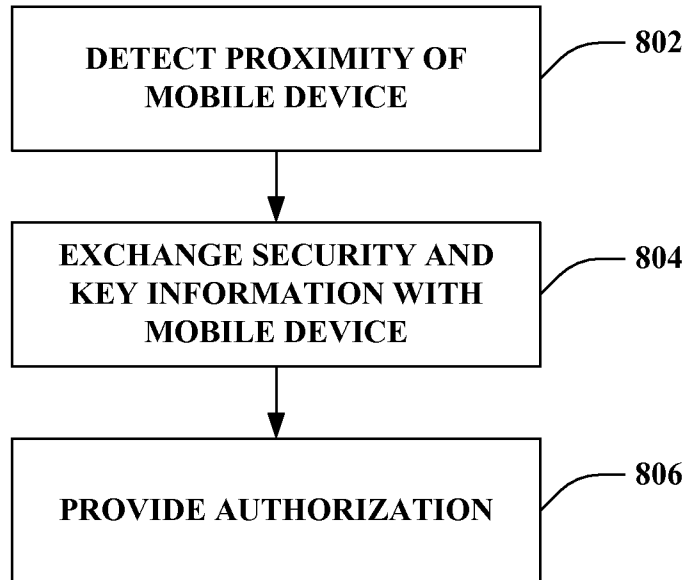 DETECT PROXIMITY OF
MOBILE DEVICE
802
EXCHANGE SECURITY AND
KEY INFORMATION WITH
MOBILE DEVICE
804
PROVIDE AUTHORIZATION
806